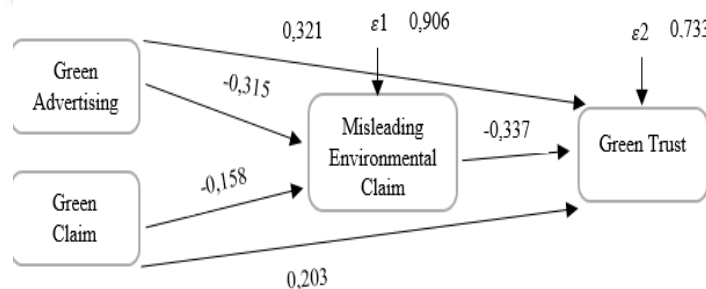 0,321
ε1 0,906
ε2 0.733
Green
Advertising
-0,315
Misleading
Environmental
Claim
-0,337
Green Trust
-0,158
Green
Claim
0,203